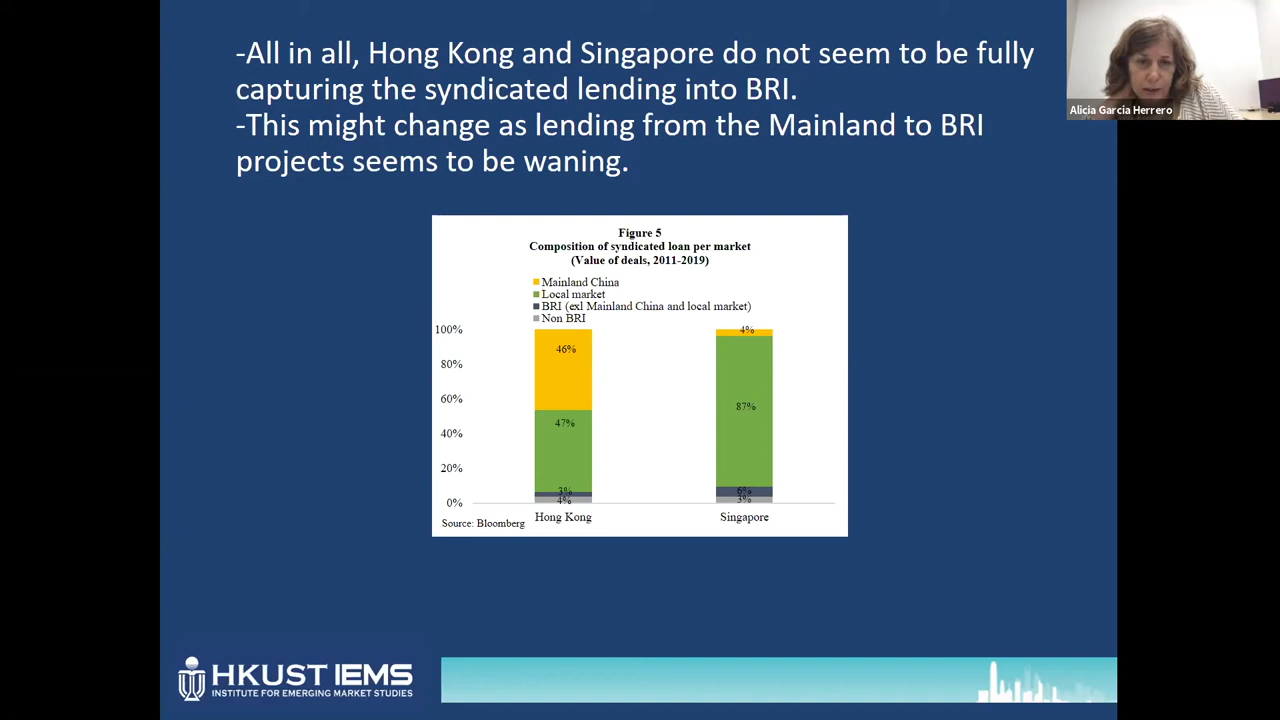 -All in all, Hong Kong and Singapore do not seem to be fully
capturing the syndicated lending into BRI.
-This might change as lending from the Mainland to BRI
projects seems to be waning.
Alicia Garcia Herrero
Figure 5
Composition of syndicated loan per market
(Value of deals, 2011-2019)
Mainland China
Local market
BRI (exl Mainland China and local market)
Non BRI
100%
80%
60%
40%
20%
0%
46%
47%
3%
4%
4%
87%
6%
3%
Hong Kong
Singapore
Source: Bloomberg
HKUST IEMS
INSTITUTE FOR EMERGING MARKET STUDIES